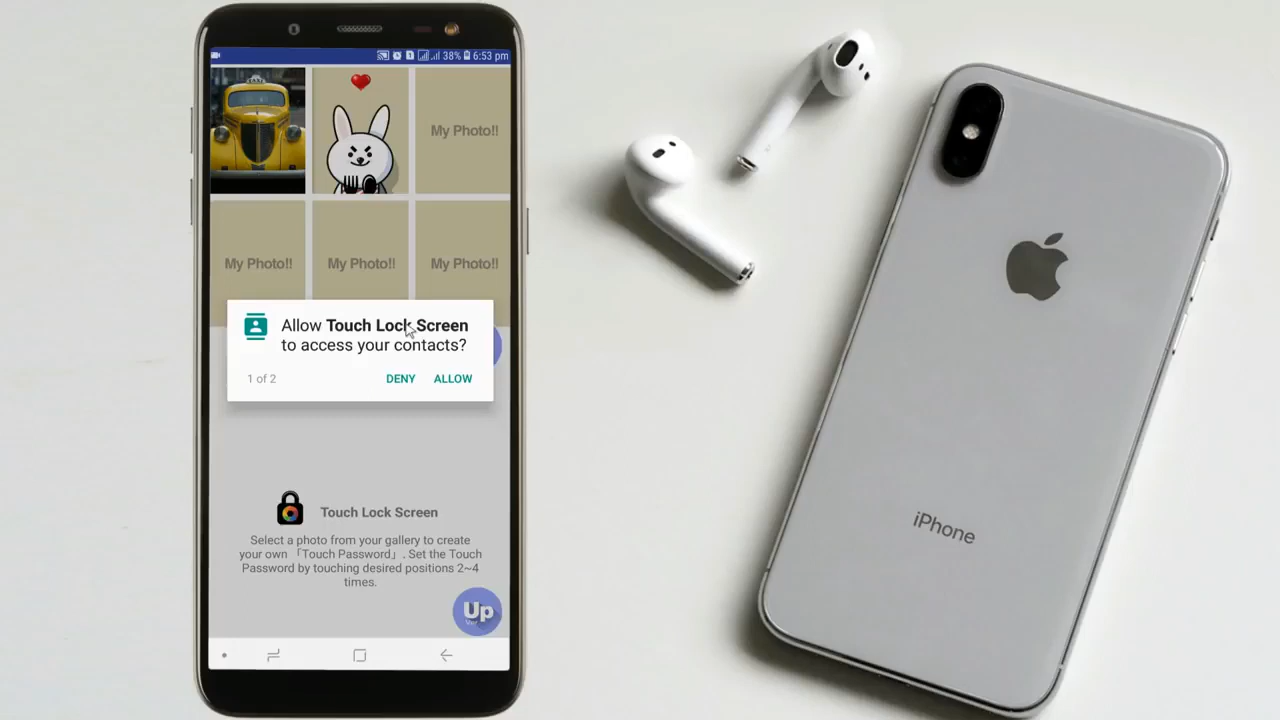 38% 6:53 pm
TAXI
My Photo!!
My Photo!! My Photo!! My Photo!!
Allow Touch Lock Screen
to access your contacts?
1 of 2 DENY ALLOW
Touch Lock Screen
Select a photo from your gallery to create
your own 「Touch Password」. Set the Touch
Password by touching desired positions 2~4
times.
Up
iPhone